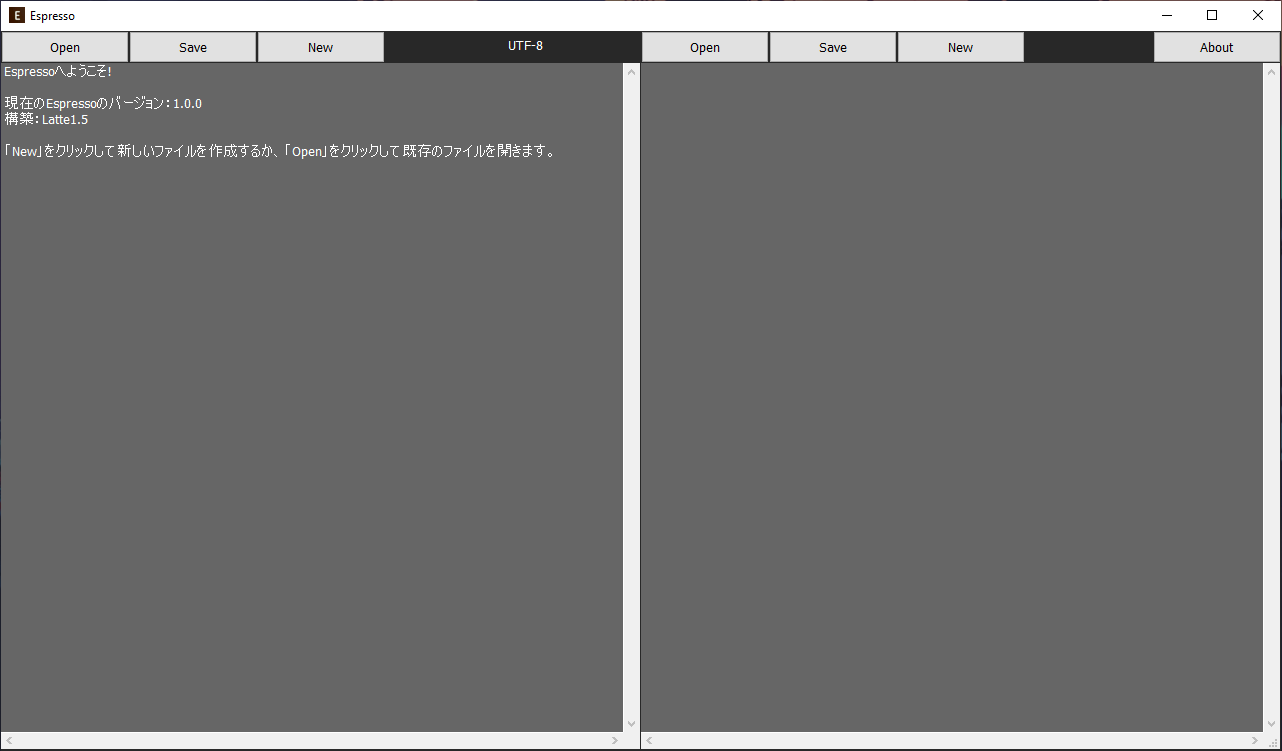 Espresso
Open Save New UTF-8 Open Save New About
Espressoへようこそ!
現在のEspressoのバージョン: 1.0.0
構築: Latte1.5
「New」をクリックして新しいファイルを作成するか、「Open」をクリックして既存のファイルを開きます。